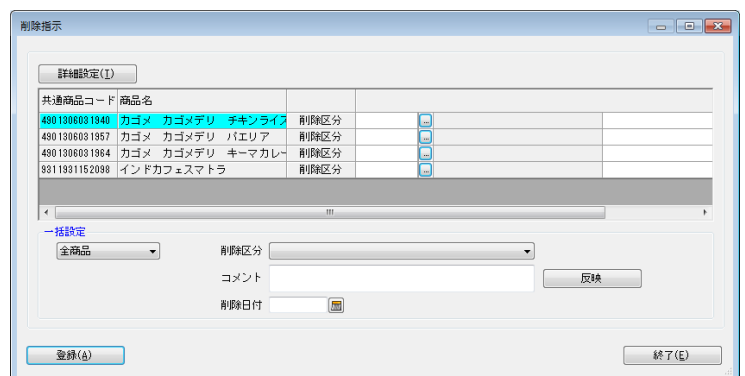 削除指示
詳細設定(I)
共通商品コード 商品名
4901306031940 カゴメ カゴメデリ チキンライス 削除区分 ...
4901306031957 カゴメ カゴメデリ パエリア 削除区分 ...
4901306031964 カゴメ カゴメデリ キーマカレー 削除区分 ...
9311931152098 インドカフェスマトラ 削除区分 ...
一括設定
全商品 削除区分
コメント 反映
削除日付
登録(A) 終了(E)